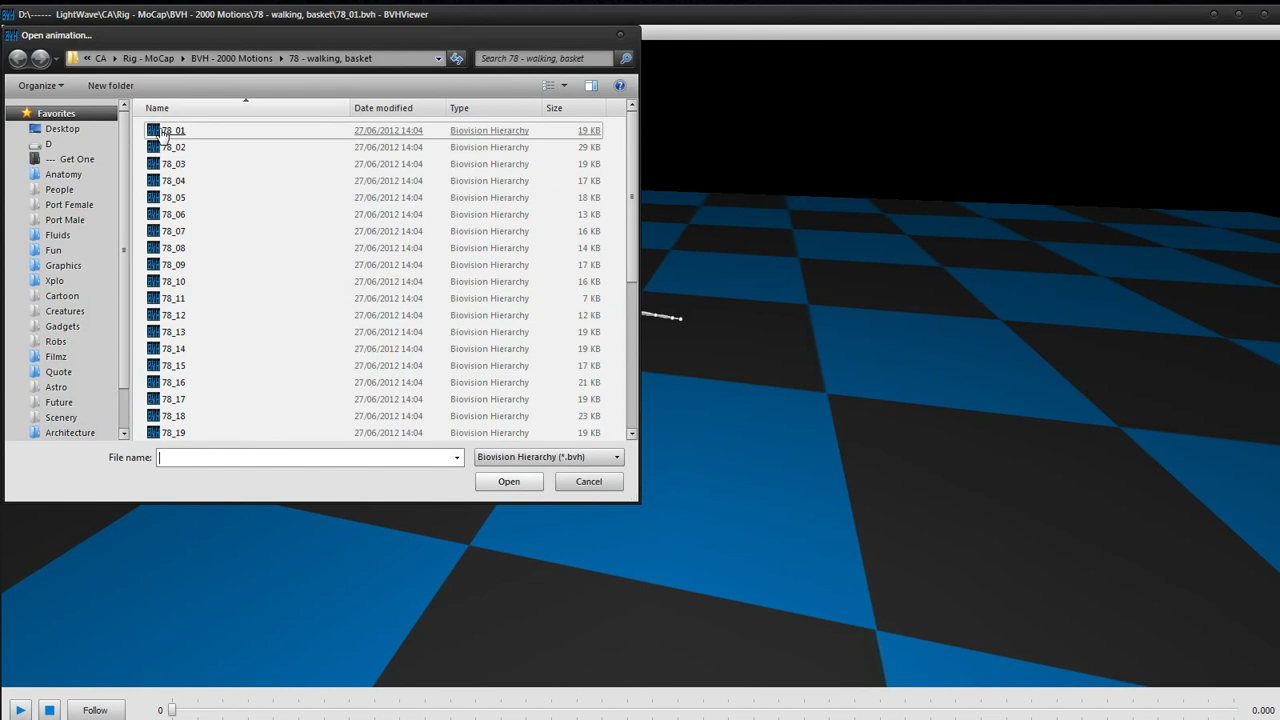 D:\------ LightWave\CA\Rig - MoCap\BVH - 2000 Motions\78 - walking, basket\78_01.bvh - BVHViewer
Open animation...
CA Rig - MoCap BVH - 2000 Motions 78 - walking, basket Search 78 - walking, basket
Organize New folder
Name Date modified Type Size
Favorites
Desktop
D
--- Get One
Anatomy
People
Port Female
Port Male
Fluids
Fun
Graphics
Xplo
Cartoon
Creatures
Gadgets
Robs
Filmz
Quote
Astro
Future
Scenery
Architecture
78_01 27/06/2012 14:04 Biovision Hierarchy 19 KB
78_02 27/06/2012 14:04 Biovision Hierarchy 29 KB
78_03 27/06/2012 14:04 Biovision Hierarchy 19 KB
78_04 27/06/2012 14:04 Biovision Hierarchy 17 KB
78_05 27/06/2012 14:04 Biovision Hierarchy 18 KB
78_06 27/06/2012 14:04 Biovision Hierarchy 13 KB
78_07 27/06/2012 14:04 Biovision Hierarchy 16 KB
78_08 27/06/2012 14:04 Biovision Hierarchy 14 KB
78_09 27/06/2012 14:04 Biovision Hierarchy 17 KB
78_10 27/06/2012 14:04 Biovision Hierarchy 16 KB
78_11 27/06/2012 14:04 Biovision Hierarchy 7 KB
78_12 27/06/2012 14:04 Biovision Hierarchy 12 KB
78_13 27/06/2012 14:04 Biovision Hierarchy 19 KB
78_14 27/06/2012 14:04 Biovision Hierarchy 19 KB
78_15 27/06/2012 14:04 Biovision Hierarchy 17 KB
78_16 27/06/2012 14:04 Biovision Hierarchy 21 KB
78_17 27/06/2012 14:04 Biovision Hierarchy 19 KB
78_18 27/06/2012 14:04 Biovision Hierarchy 23 KB
78_19 27/06/2012 14:04 Biovision Hierarchy 19 KB
File name: Biovision Hierarchy (*.bvh)
Open Cancel
Follow 0 0.000